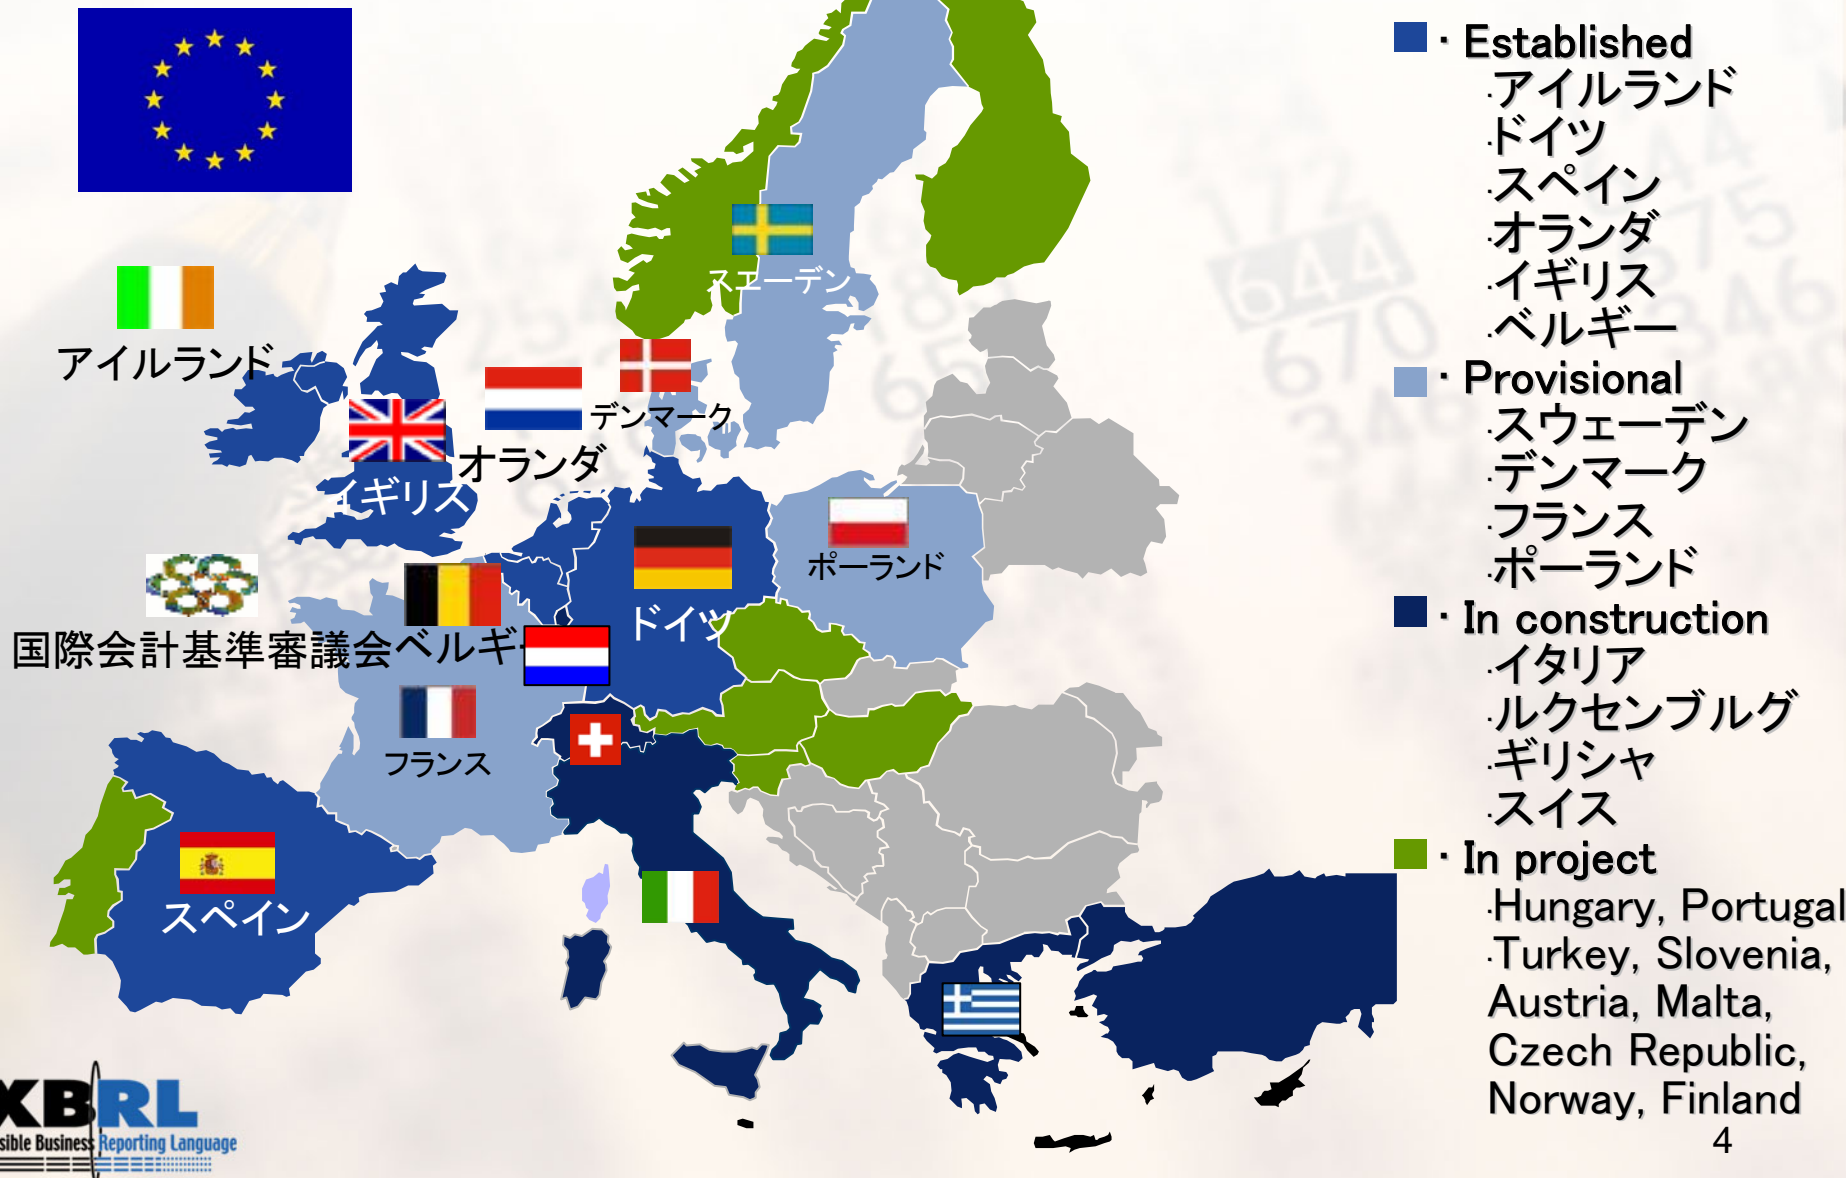 アイルランド
イギリス
オランダ
デンマーク
スエーデン
ポーランド
ドイツ
国際会計基準審議会
ベルギ
フランス
スペイン
XBRL
sible Business Reporting Language
・Established
・アイルランド
・ドイツ
・スペイン
・オランダ
・イギリス
・ベルギー
・Provisional
・スウェーデン
・デンマーク
・フランス
・ポーランド
・In construction
・イタリア
・ルクセンブルグ
・ギリシャ
・スイス
・In project
・Hungary, Portugal
・Turkey, Slovenia,
Austria, Malta,
Czech Republic,
Norway, Finland
4